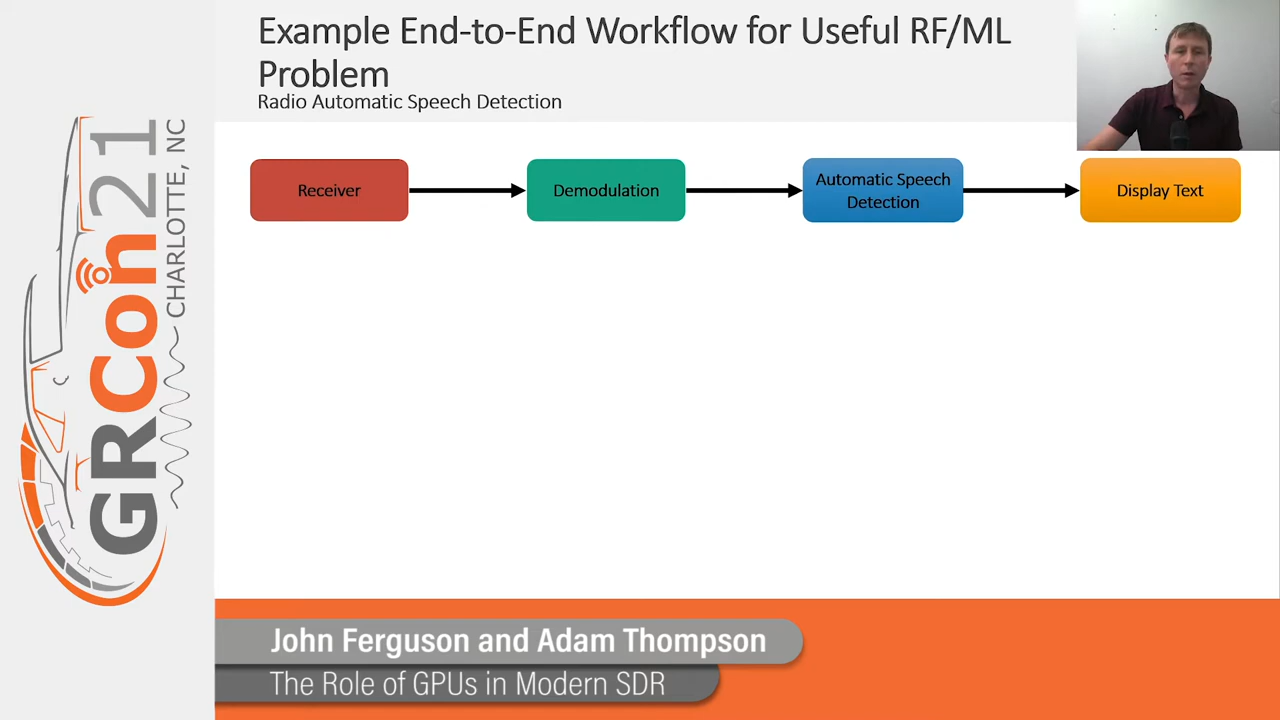 Example End-to-End Workflow for Useful RF/ML
Problem
Radio Automatic Speech Detection
Receiver
Demodulation
Automatic Speech
Detection
Display Text
GRCon21
CHARLOTTE, NC
John Ferguson and Adam Thompson
The Role of GPUs in Modern SDR